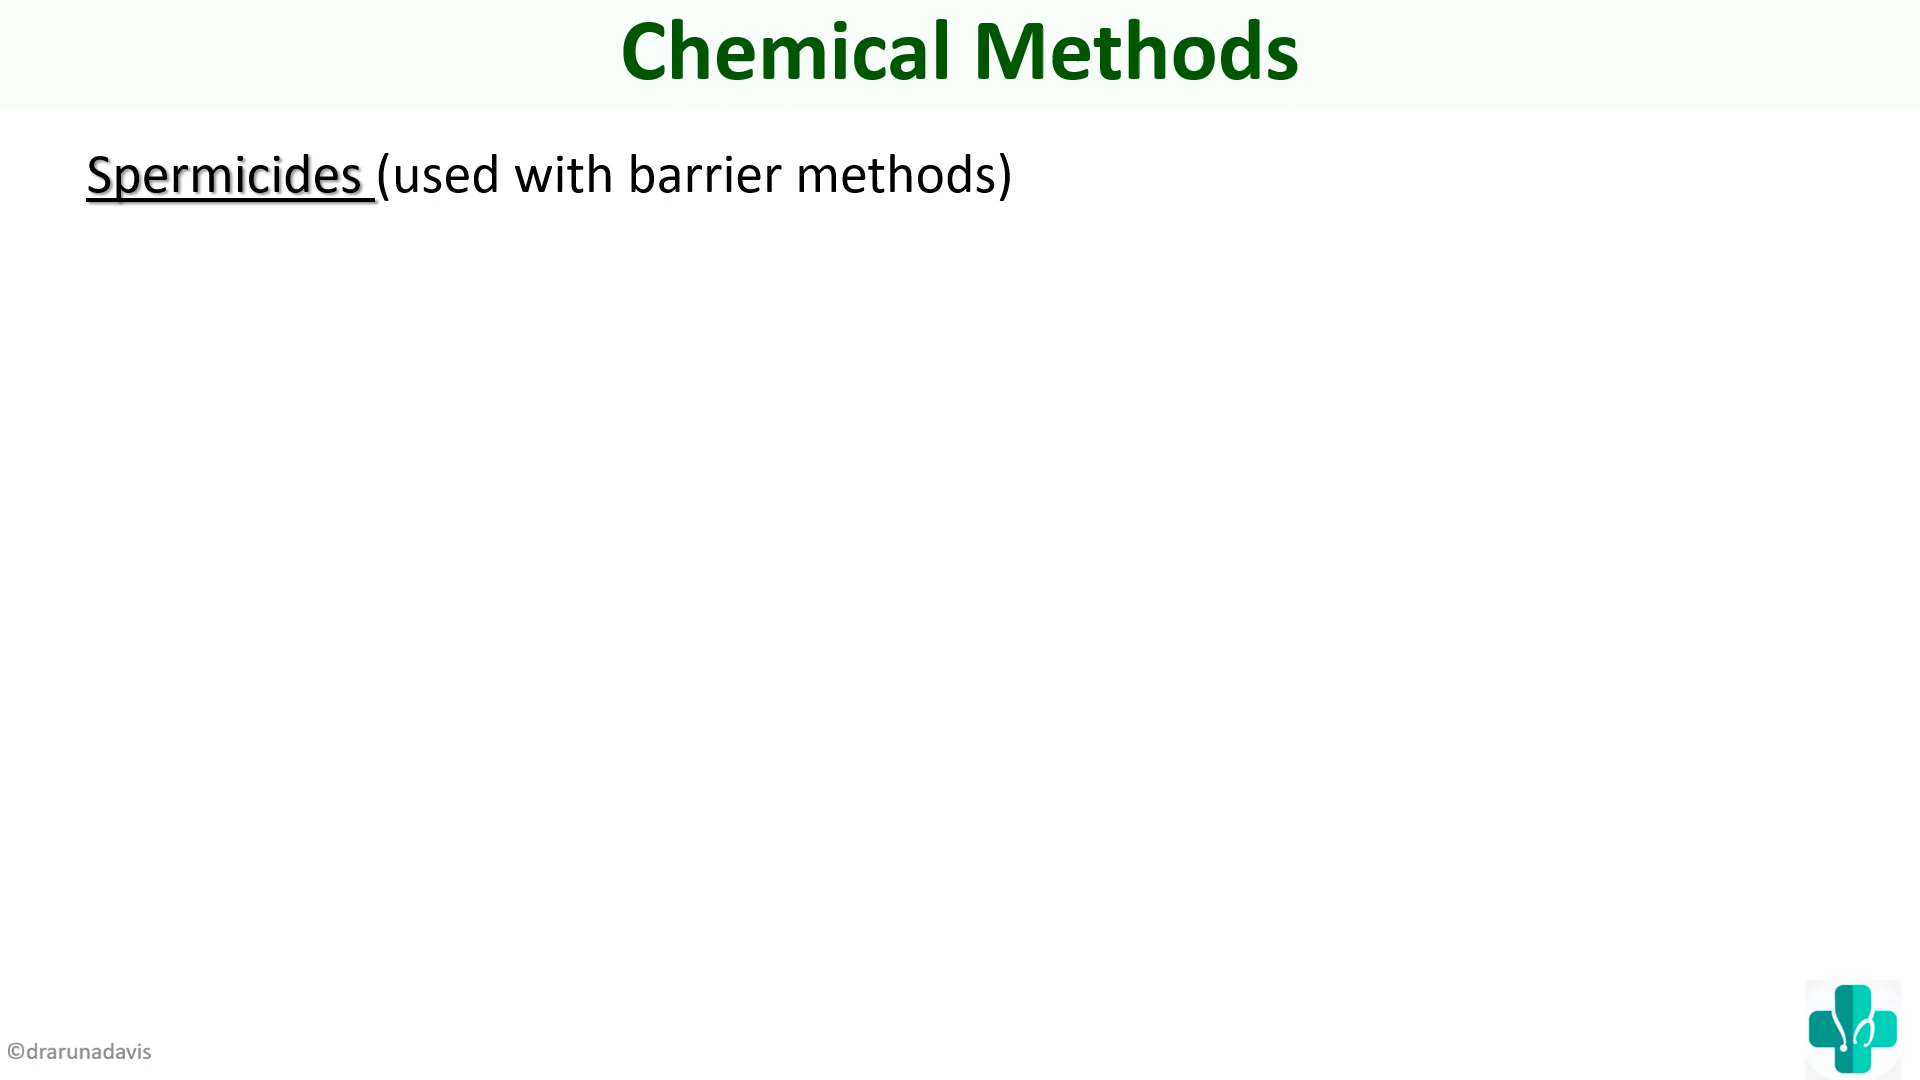 Chemical Methods
Spermicides (used with barrier methods)
©drarunadavis